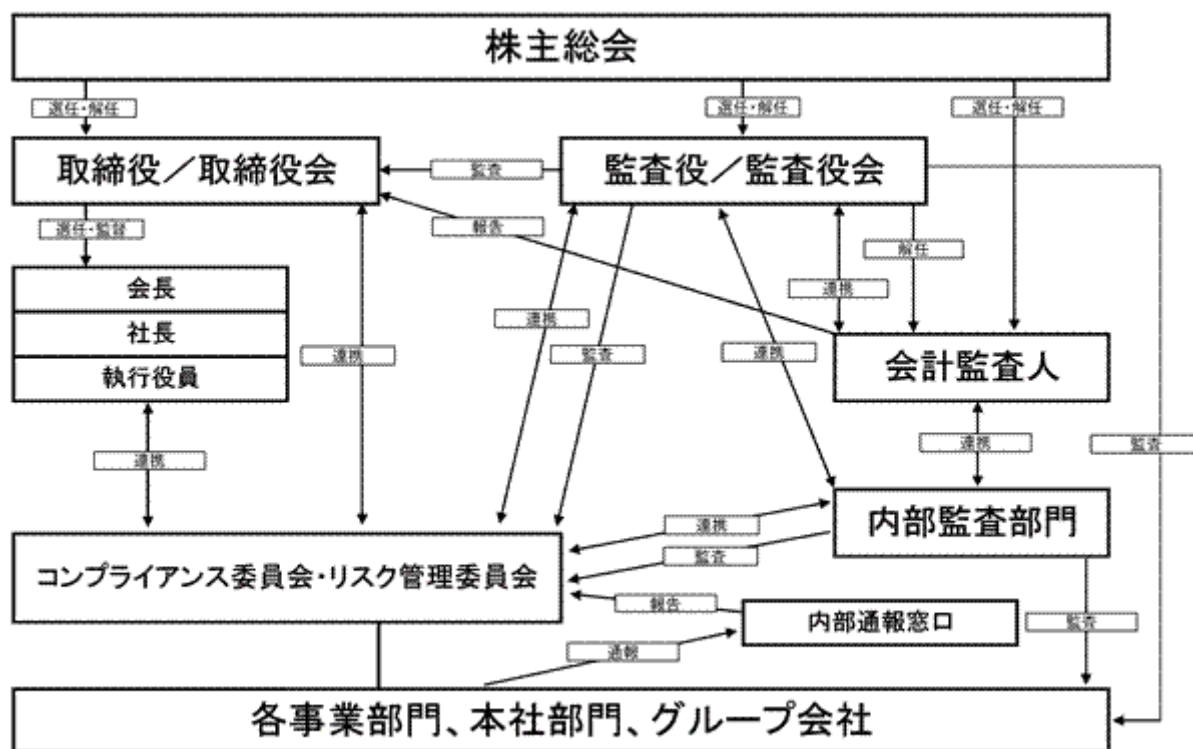 株主総会
選任・解任
選任・解任
選任・解任
取締役／取締役会
監査
監査役／監査役会
選任・監督
報告
解任
会長
社長
執行役員
連携
連携
監査
連携
連携
会計監査人
連携
連携
連携
監査
内部監査部門
連携
監査
コンプライアンス委員会・リスク管理委員会
報告
内部通報窓口
監査
通報
各事業部門、本社部門、グループ会社